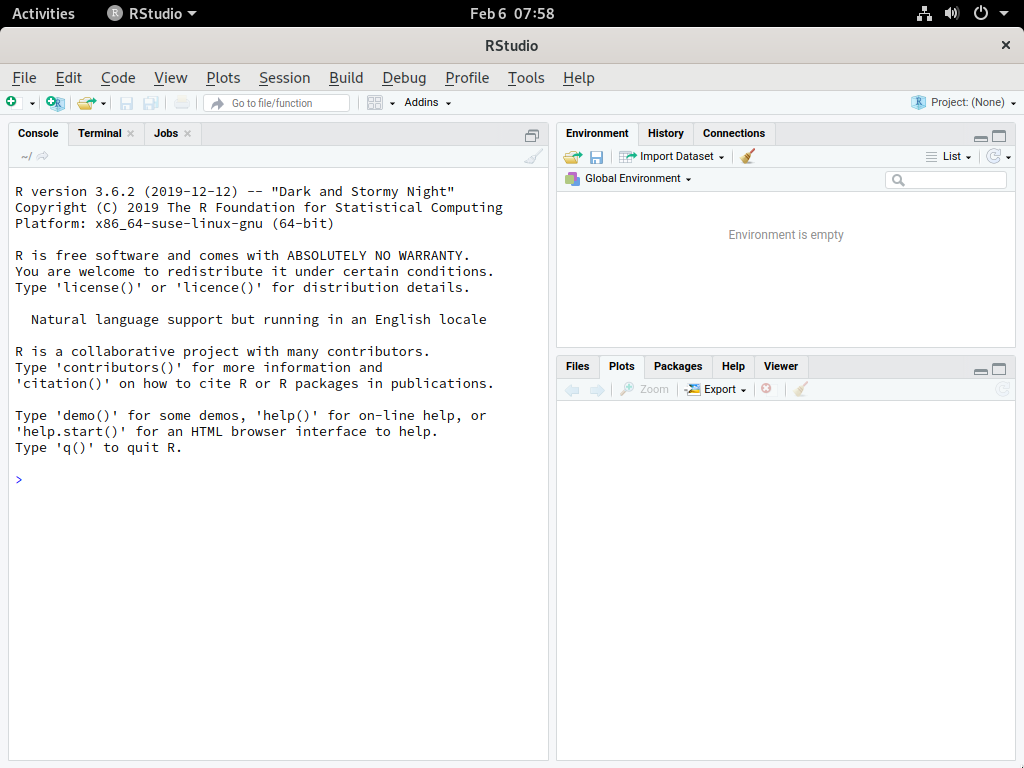 Activities RStudio Feb 6 07:58
RStudio
File Edit Code View Plots Session Build Debug Profile Tools Help
Go to file/function Addins Project: (None)
Console Terminal Jobs
~/
R version 3.6.2 (2019-12-12) -- "Dark and Stormy Night"
Copyright (C) 2019 The R Foundation for Statistical Computing
Platform: x86_64-suse-linux-gnu (64-bit)
R is free software and comes with ABSOLUTELY NO WARRANTY.
You are welcome to redistribute it under certain conditions.
Type 'license()' or 'licence()' for distribution details.
Natural language support but running in an English locale
R is a collaborative project with many contributors.
Type 'contributors()' for more information and
'citation()' on how to cite R or R packages in publications.
Type 'demo()' for some demos, 'help()' for on-line help, or
'help.start()' for an HTML browser interface to help.
Type 'q()' to quit R.
>
Environment History Connections
Import Dataset List
Global Environment
Environment is empty
Files Plots Packages Help Viewer
Zoom Export